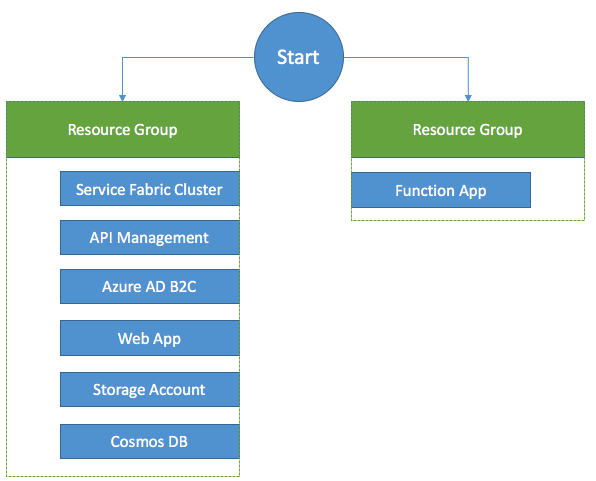 Start
Resource Group
Service Fabric Cluster
API Management
Azure AD B2C
Web App
Storage Account
Cosmos DB
Resource Group
Function App